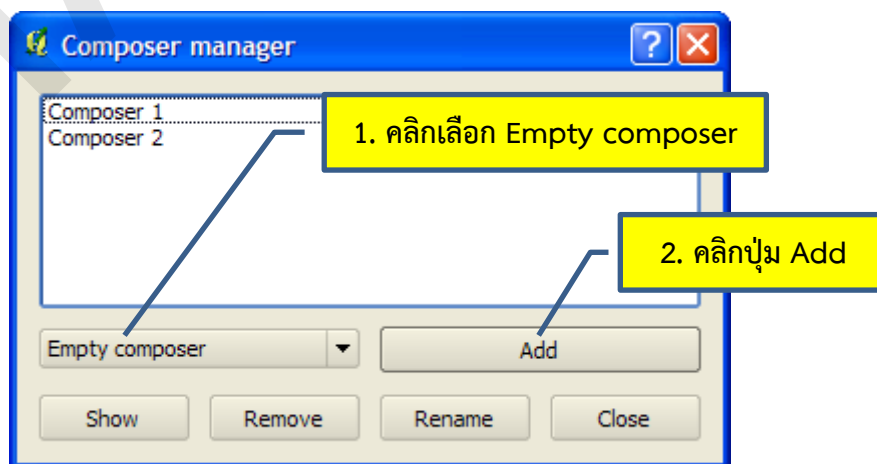 Composer manager
Composer 1
Composer 2
1. คลิกเลือก Empty composer
2. คลิกปุ่ม Add
Empty composer
Add
Show
Remove
Rename
Close